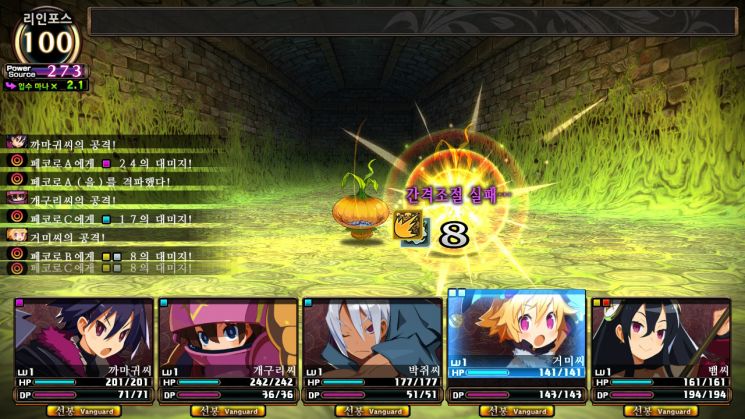 리인포스
100
Power Source 273
입수 마나 × 2.1
까마귀씨의 공격!
페코로A에게 24의 대미지!
페코로A(을)를 격파했다!
개구리씨의 공격!
페코로C에게 17의 대미지!
거미씨의 공격!
페코로B에게 8의 대미지!
페코로C에게 8의 대미지!
간격조절 실패…
8
까마귀씨
LV1
HP 201/201
DP 71/71
선봉 Vanguard
개구리씨
LV1
HP 242/242
DP 36/36
선봉 Vanguard
박쥐씨
LV1
HP 177/177
DP 51/51
선봉 Vanguard
거미씨
LV1
HP 141/141
DP 143/143
선봉 Vanguard
뱀씨
LV1
HP 161/161
DP 194/194
선봉 Vanguard